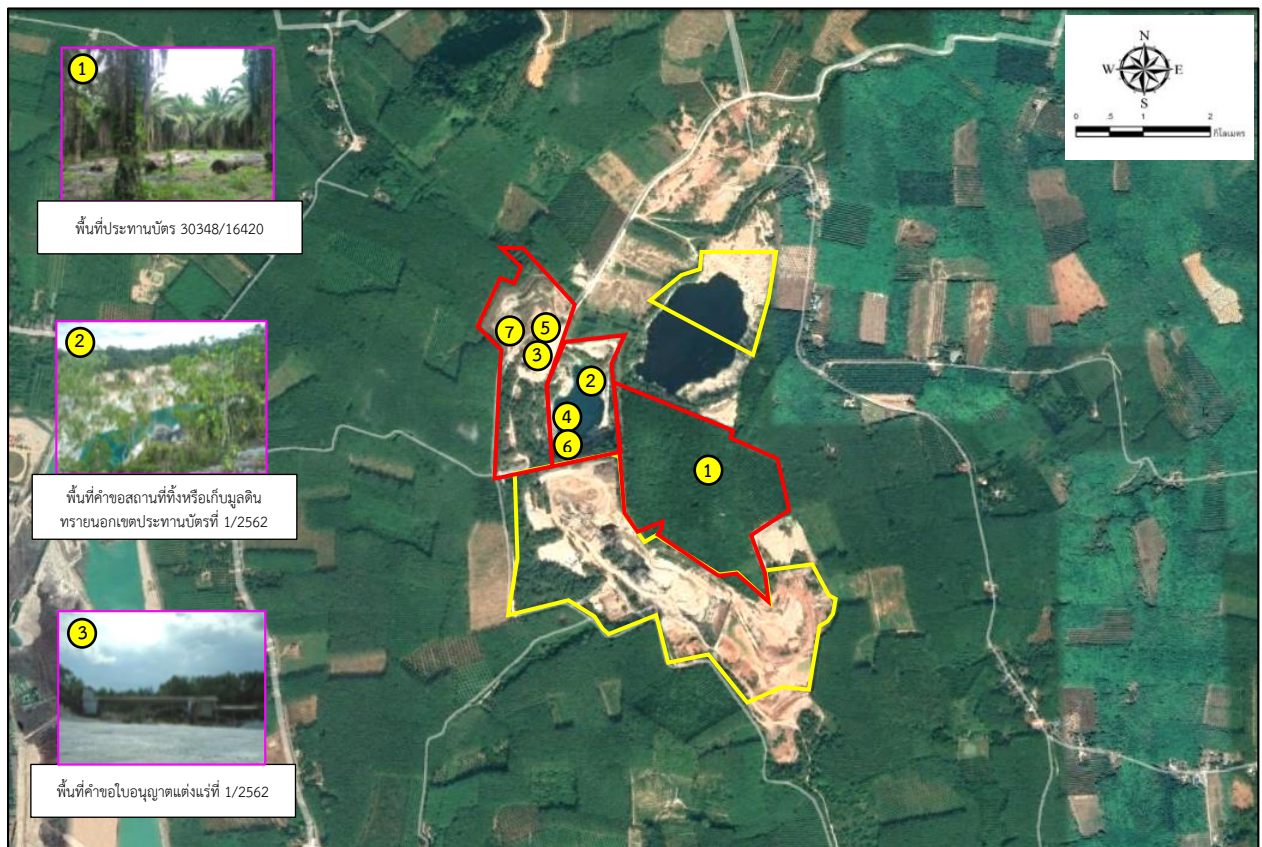 1
พื้นที่ประทานบัตร 30348/16420
2
พื้นที่คำขอสถานที่ทิ้งหรือเก็บมูลดิน
ทรายนอกเขตประทานบัตรที่ 1/2562
3
พื้นที่คำขอใบอนุญาตแต่งแร่ที่ 1/2562
7
5
3
2
4
6
1
N
W
E
S
0 .5 1 2
กิโลเมตร